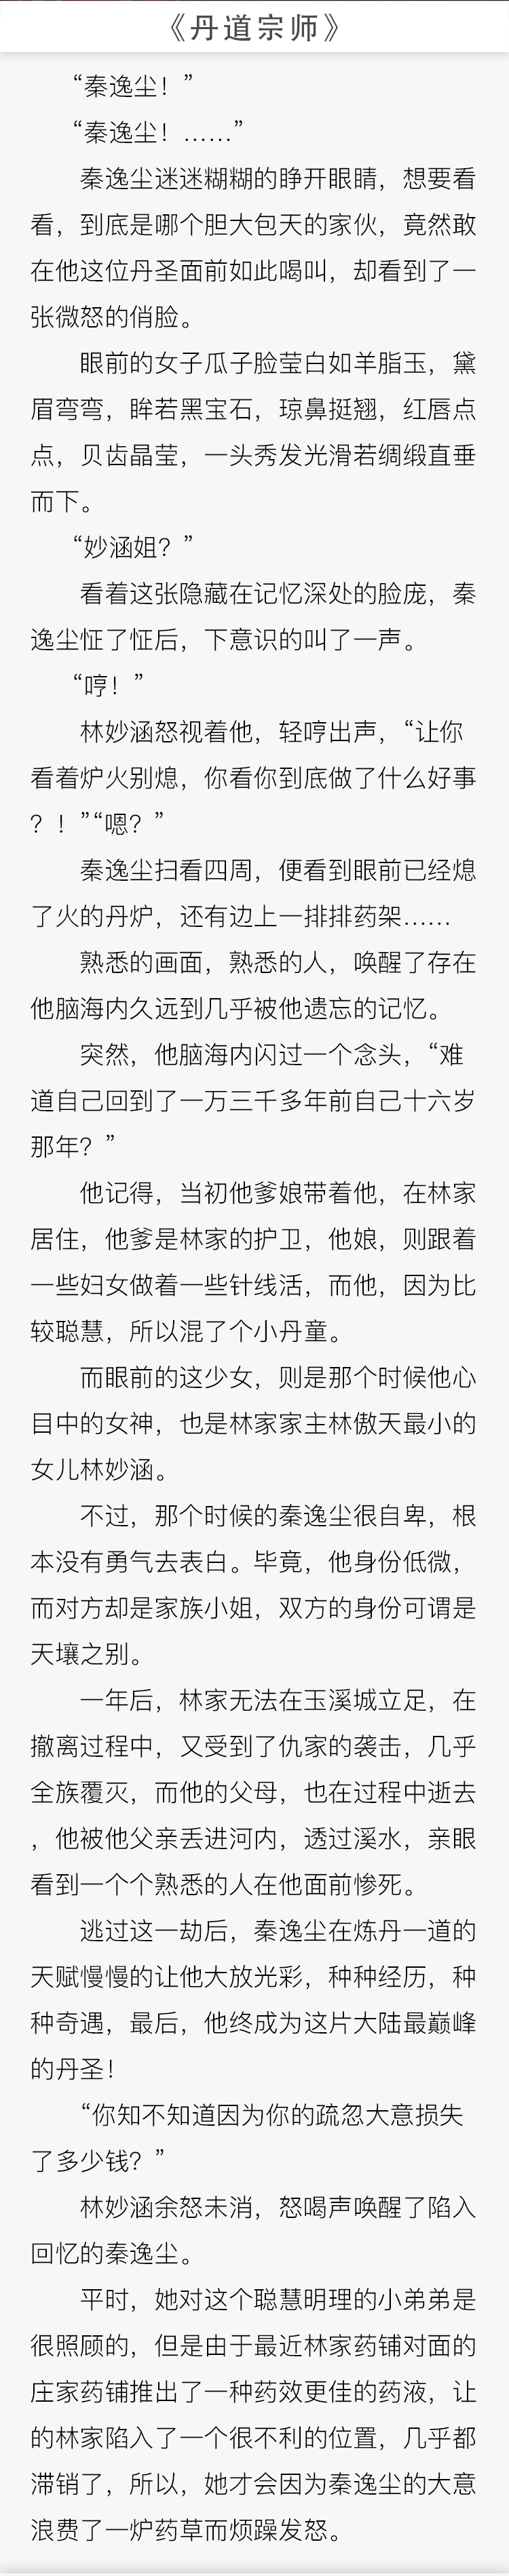 《丹道宗师》
“秦逸尘！”
“秦逸尘！……”
秦逸尘迷迷糊糊的睁开眼睛，想要看
看，到底是哪个胆大包天的家伙，竟然敢
在他这位丹圣面前如此喝叫，却看到了一
张微怒的俏脸。
眼前的女子瓜子脸莹白如羊脂玉，黛
眉弯弯，眸若黑宝石，琼鼻挺翘，红唇点
点，贝齿晶莹，一头秀发光滑若绸缎直垂
而下。
“妙涵姐？”
看着这张隐藏在记忆深处的脸庞，秦
逸尘怔了怔后，下意识的叫了一声。
“哼！”
林妙涵怒视着他，轻哼出声，“让你
看着炉火别熄，你看你到底做了什么好事
？！”“嗯？”
秦逸尘扫看四周，便看到眼前已经熄
了火的丹炉，还有边上一排排药架……
熟悉的画面，熟悉的人，唤醒了存在
他脑海内久远到几乎被他遗忘的记忆。
突然，他脑海内闪过一个念头，“难
道自己回到了一万三千多年前自己十六岁
那年？”
他记得，当初他爹娘带着他，在林家
居住，他爹是林家的护卫，他娘，则跟着
一些妇女做着一些针线活，而他，因为比
较聪慧，所以混了个小丹童。
而眼前的这少女，则是那个时候他心
目中的女神，也是林家家主林傲天最小的
女儿林妙涵。
不过，那个时候的秦逸尘很自卑，根
本没有勇气去表白。毕竟，他身份低微，
而对方却是家族小姐，双方的身份可谓是
天壤之别。
一年后，林家无法在玉溪城立足，在
撤离过程中，又受到了仇家的袭击，几乎
全族覆灭，而他的父母，也在过程中逝去
，他被他父亲丢进河内，透过溪水，亲眼
看到一个个熟悉的人在他面前惨死。
逃过这一劫后，秦逸尘在炼丹一道的
天赋慢慢的让他大放光彩，种种经历，种
种奇遇，最后，他终成为这片大陆最巅峰
的丹圣！
“你知不知道因为你的疏忽大意损失
了多少钱？”
林妙涵余怒未消，怒喝声唤醒了陷入
回忆的秦逸尘。
平时，她对这个聪慧明理的小弟弟是
很照顾的，但是由于最近林家药铺对面的
庄家药铺推出了一种药效更佳的药液，让
的林家陷入了一个很不利的位置，几乎都
滞销了，所以，她才会因为秦逸尘的大意
浪费了一炉药草而烦躁发怒。